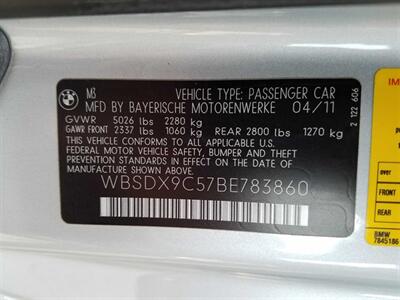 M3 VEHICLE TYPE: PASSENGER CAR
MFD BY BAYERISCHE MOTORENWERKE 04/11
GVWR 5026 lbs 2280 kg
GAWR FRONT 2337 lbs 1060 kg REAR 2800 lbs 1270 kg
THIS VEHICLE CONFORMS TO ALL APPLICABLE
FEDERAL MOTOR VEHICLE
SAFETY, BUMPER AND THEFT PREVENTION
STANDARDS IN EFFECT ON THE DATE
OF MANUFACTURE SHOWN ABOVE.
WBSDX9C57BE783860
2 122 606
IM
over
FRONT
REAR
BMW
7845186